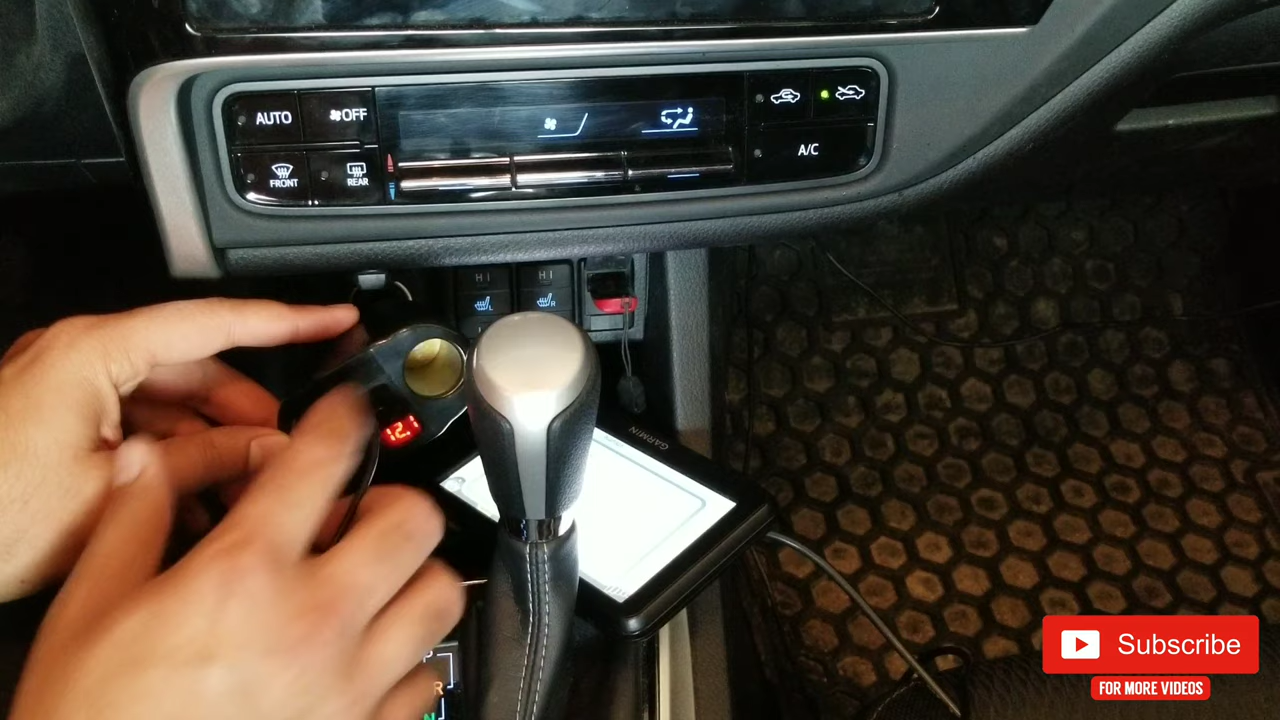 AUTO
OFF
FRONT
REAR
A/C
HI
HI
L
R
12.1
GARMIN
P
R
N
Subscribe
FOR MORE VIDEOS